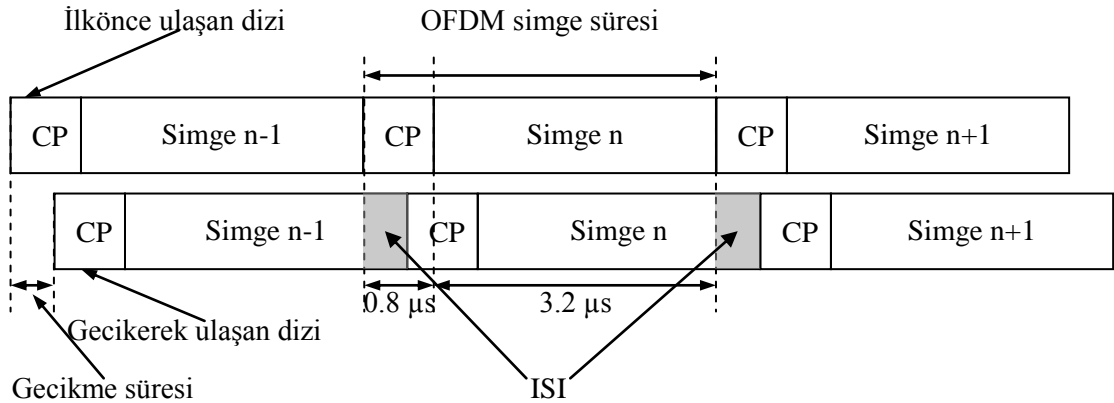 İlkönce ulaşan dizi
OFDM simge süresi
CP
Simge n-1
CP
Simge n
CP
Simge n+1
CP
Simge n-1
CP
Simge n
CP
Simge n+1
0.8 µs
3.2 µs
Gecikerek ulaşan dizi
Gecikme süresi
ISI